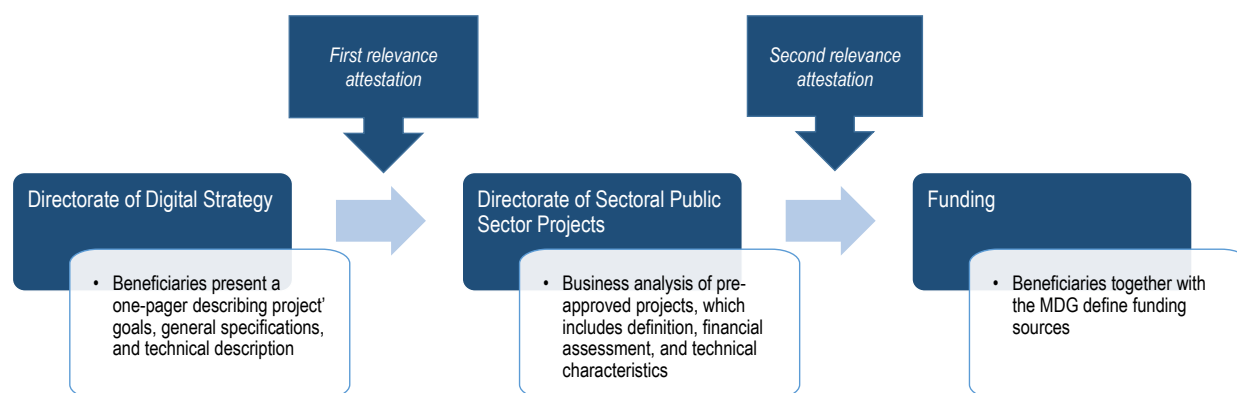 First relevance
attestation
Second relevance
attestation
Directorate of Digital Strategy
• Beneficiaries present a
one-pager describing project'
goals, general specifications,
and technical description
Directorate of Sectoral Public
Sector Projects
• Business analysis of pre-
approved projects, which
includes definition, financial
assessment, and technical
characteristics
Funding
• Beneficiaries together with
the MDG define funding
sources